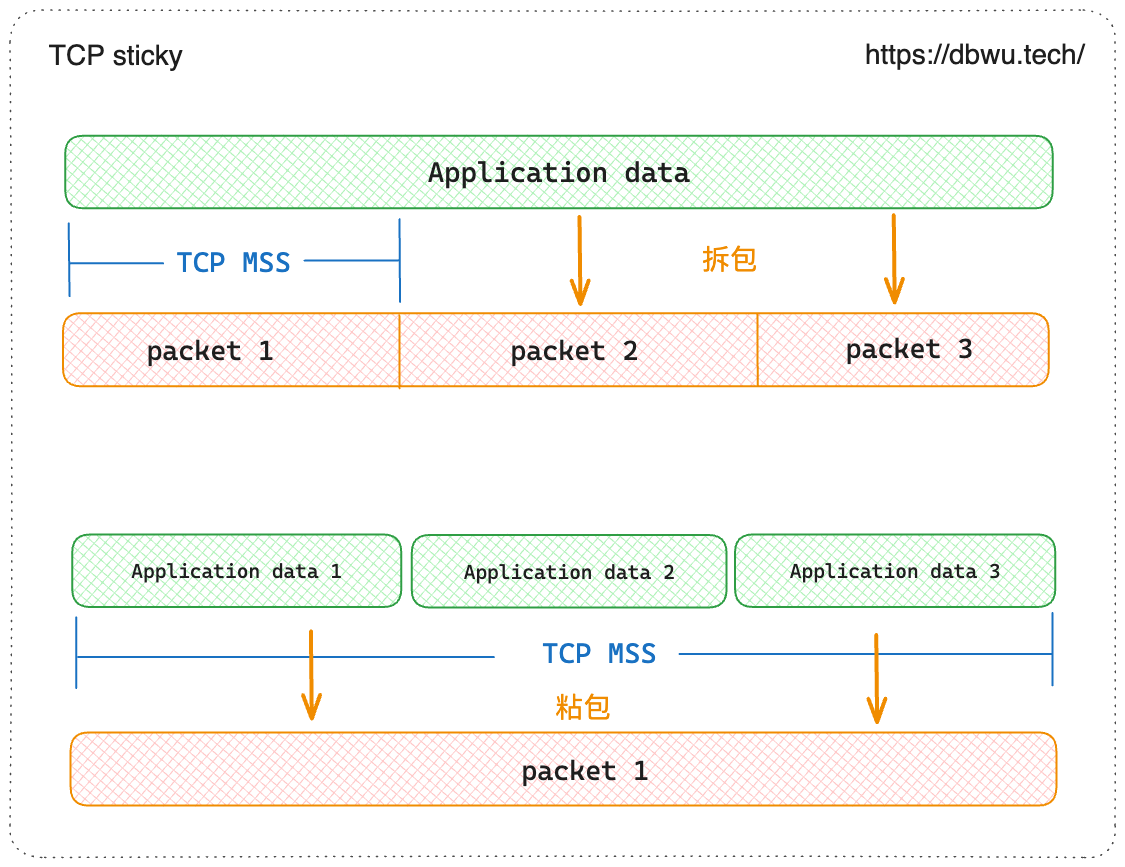 TCP sticky
https://dbwu.tech/
Application data
TCP MSS
拆包
packet 1
packet 2
packet 3
Application data 1
Application data 2
Application data 3
TCP MSS
粘包
packet 1